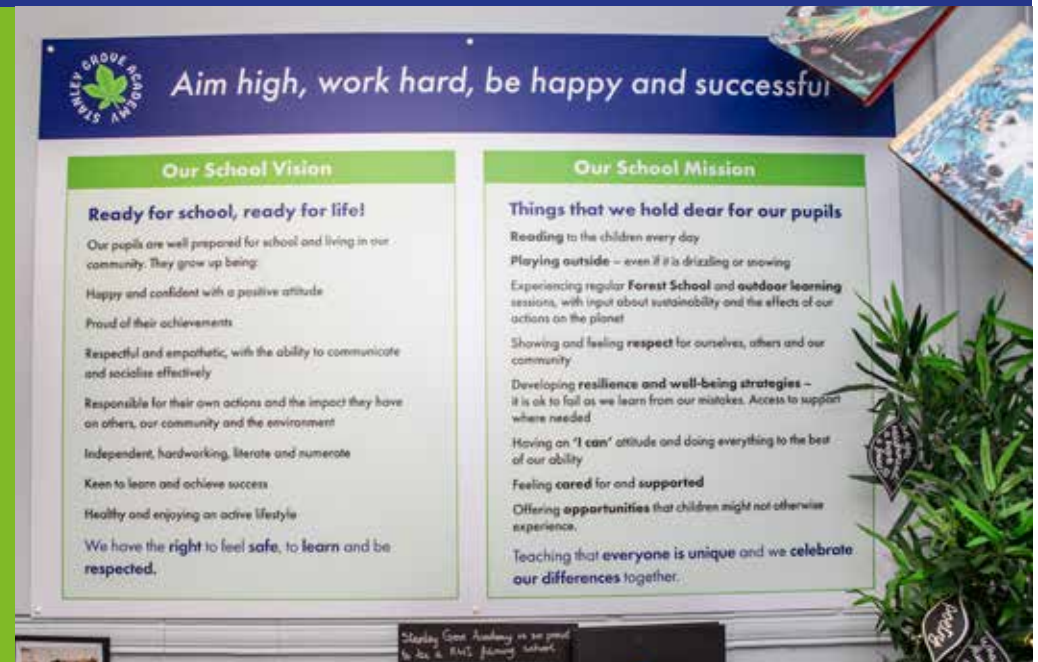 STANLEY GROVE ACADEMY
Aim high, work hard, be happy and successful
Our School Vision
Ready for school, ready for life!
Our pupils are well prepared for school and living in our
community. They grow up being:
Happy and confident with a positive attitude
Proud of their achievements
Respectful and empathetic, with the ability to communicate
and socialise effectively
Responsible for their own actions and the impact they have
on others, our community and the environment
Independent, hardworking, literate and numerate
Keen to learn and achieve success
Healthy and enjoying an active lifestyle
We have the right to feel safe, to learn and be
respected.
Our School Mission
Things that we hold dear for our pupils
Reading to the children every day
Playing outside – even if it is drizzling or snowing
Experiencing regular Forest School and outdoor learning
sessions, with input about sustainability and the effects of our
actions on the planet
Showing and feeling respect for ourselves, others and our
community
Developing resilience and well-being strategies –
it is ok to fail as we learn from our mistakes. Access to support
where needed
Having an 'I can' attitude and doing everything to the best
of our ability
Feeling cared for and supported
Offering opportunities that children might not otherwise
experience.
Teaching that everyone is unique and we celebrate
our differences together.
Poetry
Stanley Grove Academy is so proud
to be a RWI school